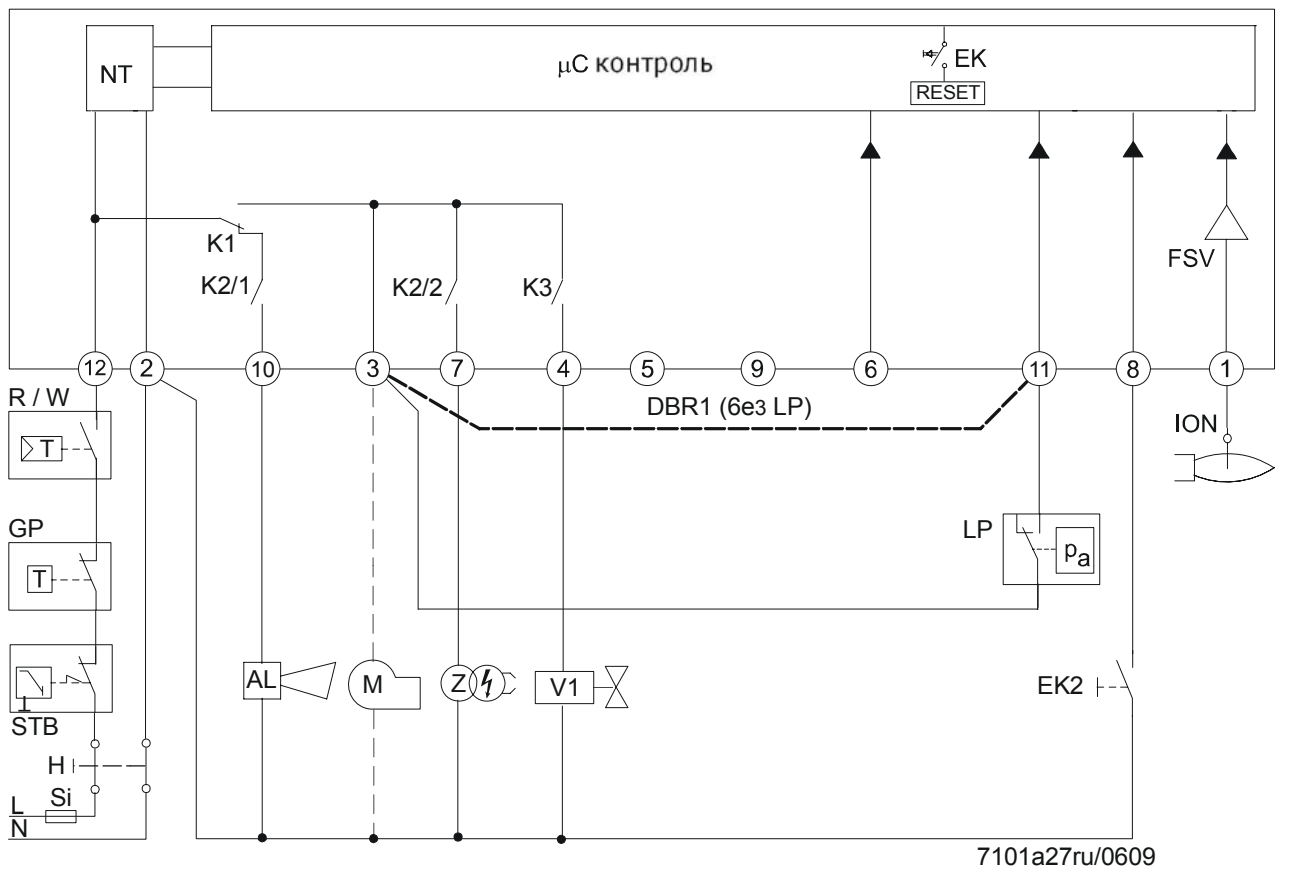 NT
μC контроль
EK
RESET
K1
K2/1
K2/2
K3
FSV
12
2
10
3
7
4
5
9
6
11
8
1
R / W
DBR1 (6e3 LP)
ION
T
GP
LP
pa
T
AL
M
Z
V1
EK2
STB
H
Si
L
N
7101a27ru/0609